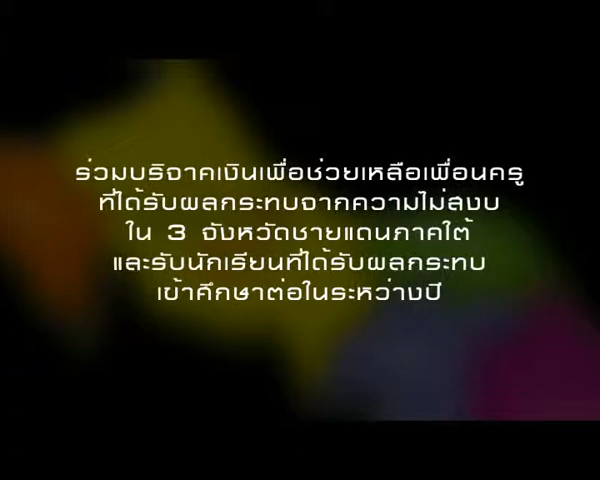 ร่วมบริจาคเงินเพื่อช่วยเหลือเพื่อนครู
ที่ได้รับผลกระทบจากความไม่สงบ
ใน 3 จังหวัดชายแดนภาคใต้
และรับนักเรียนที่ได้รับผลกระทบ
เข้าศึกษาต่อในระหว่างปี